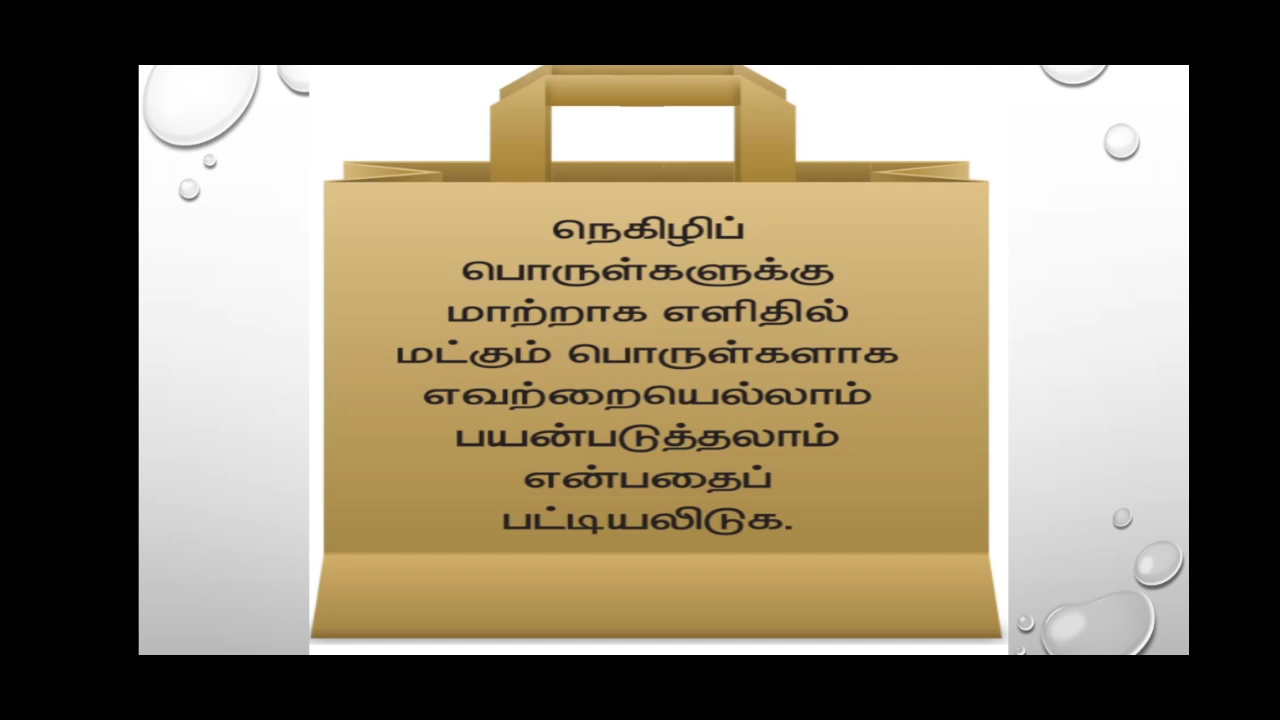 நெகிழிப்
பொருள்களுக்கு
மாற்றாக எளிதில்
மட்கும் பொருள்களாக
எவற்றையெல்லாம்
பயன்படுத்தலாம்
என்பதைப்
பட்டியலிடுக.